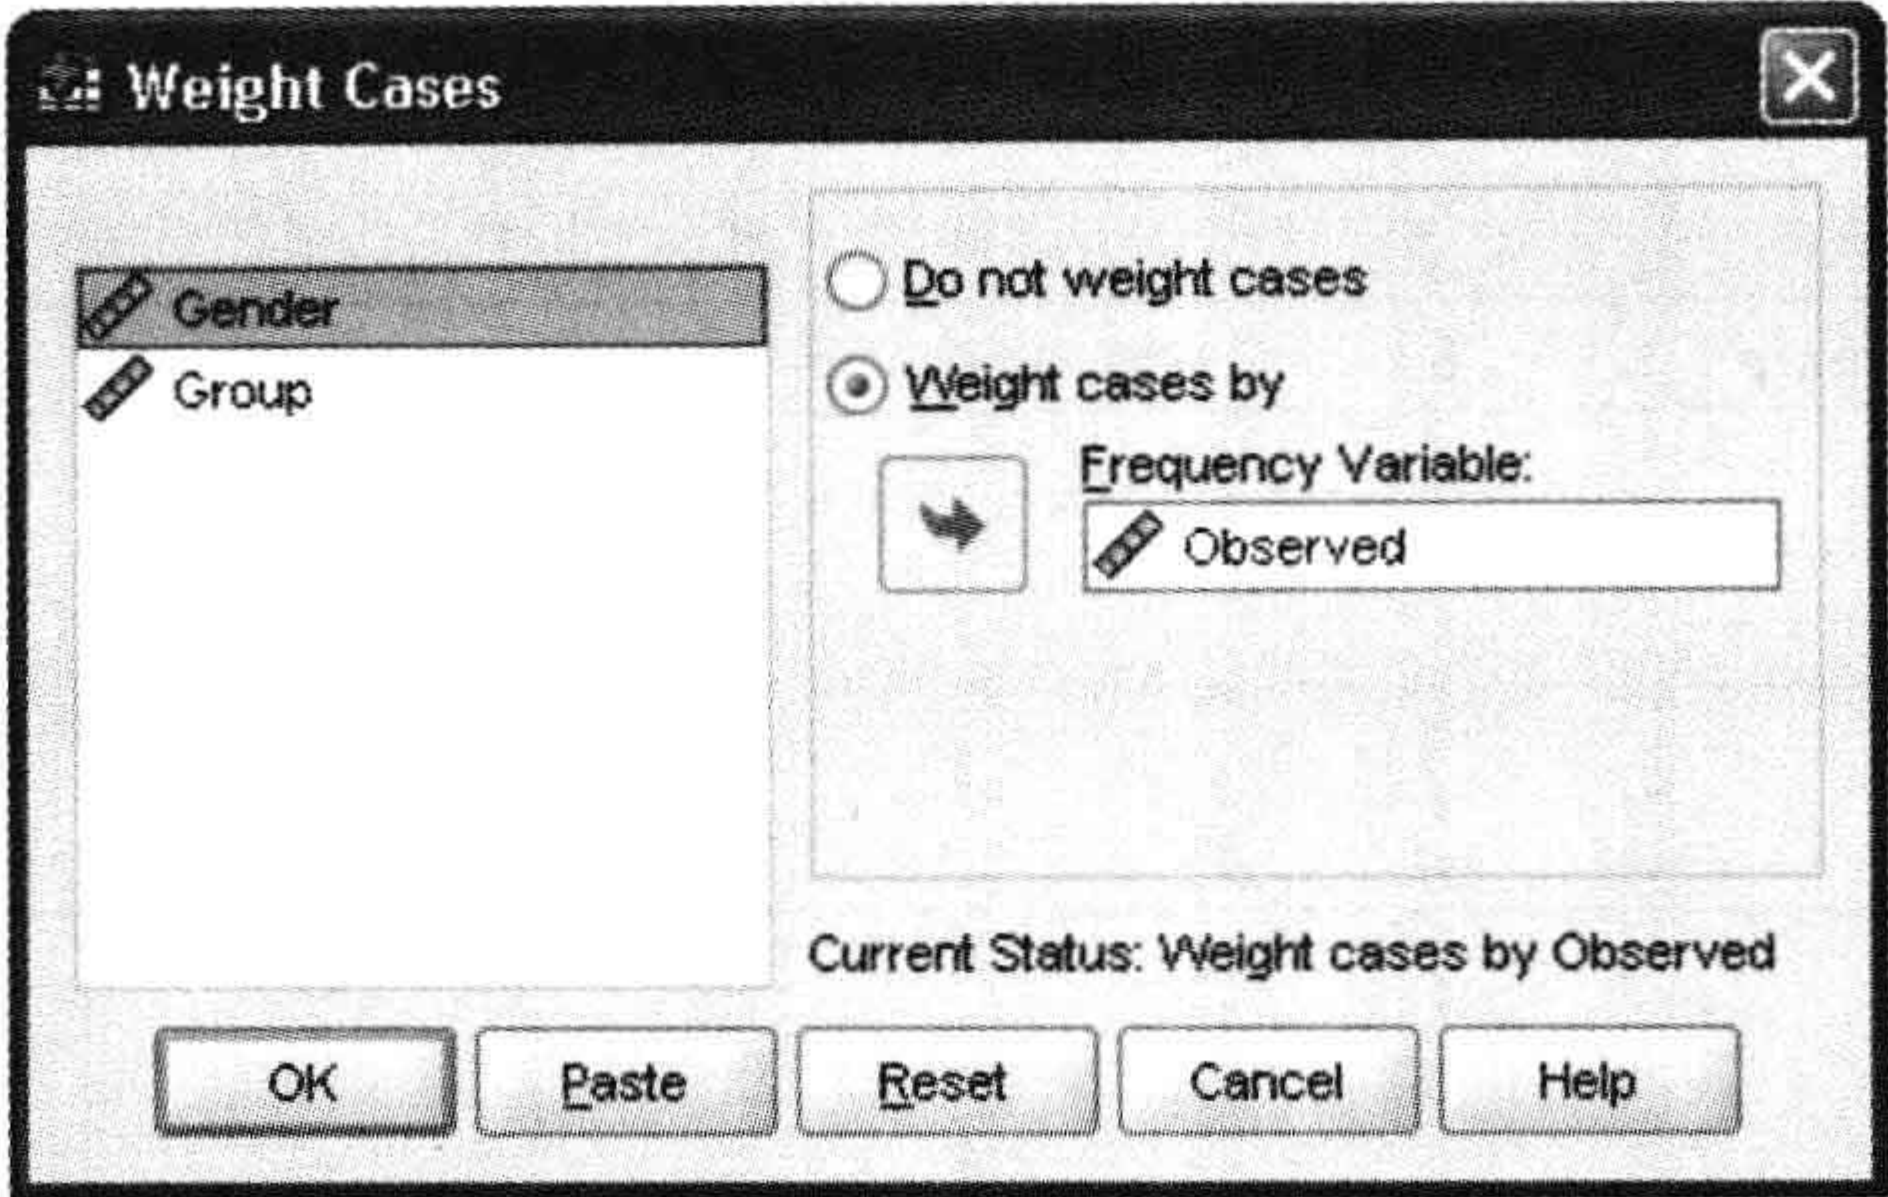 Weight Cases
Gender
Group
Do not weight cases
Weight cases by
Frequency Variable:
Observed
Current Status: Weight cases by Observed
OK Paste Reset Cancel Help